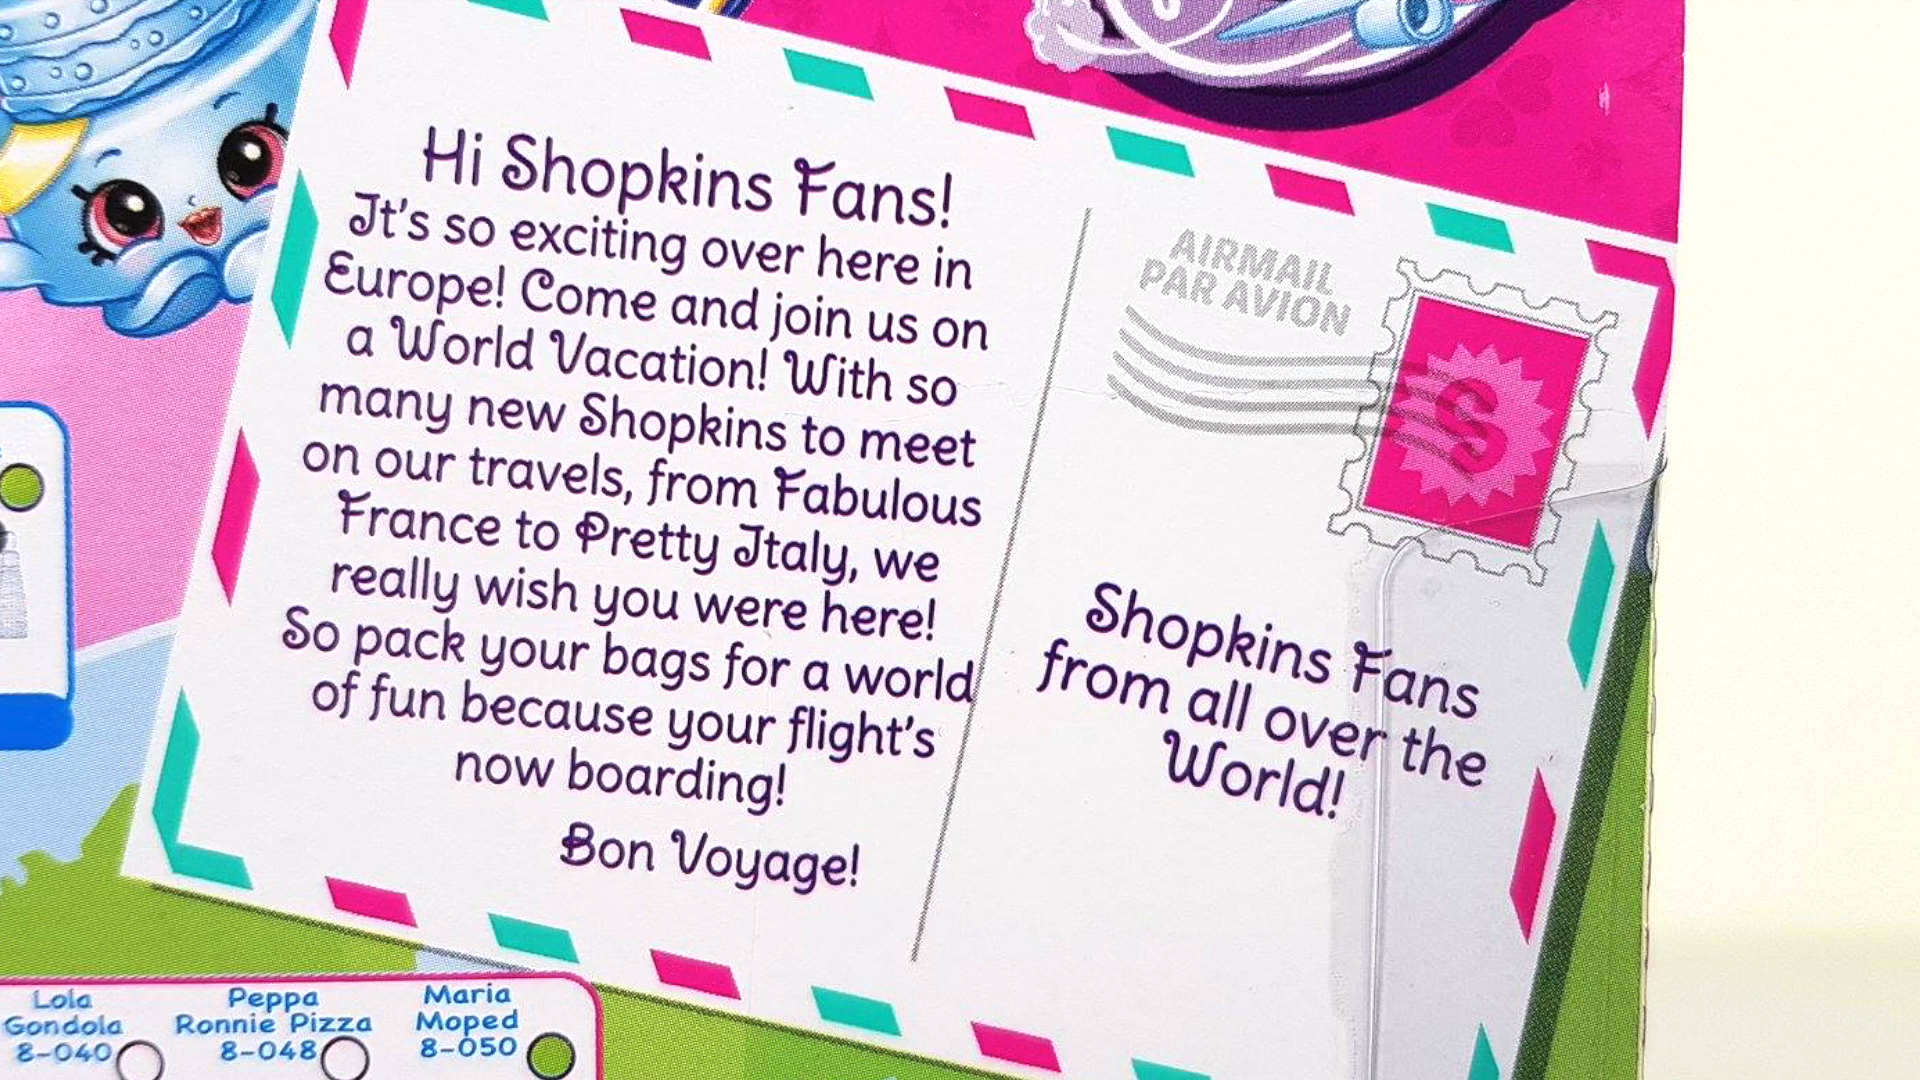 Hi Shopkins Fans!
It's so exciting over here in
Europe! Come and join us on
a World Vacation! With so
many new Shopkins to meet
on our travels, from Fabulous
France to Pretty Italy, we
really wish you were here!
So pack your bags for a world
of fun because your flight's
now boarding!
Bon Voyage!
AIRMAIL
PAR AVION
S
Shopkins Fans
from all over the
World!
Lola
Gondola
8-040
Peppa
Ronnie Pizza
8-048
Maria
Moped
8-050